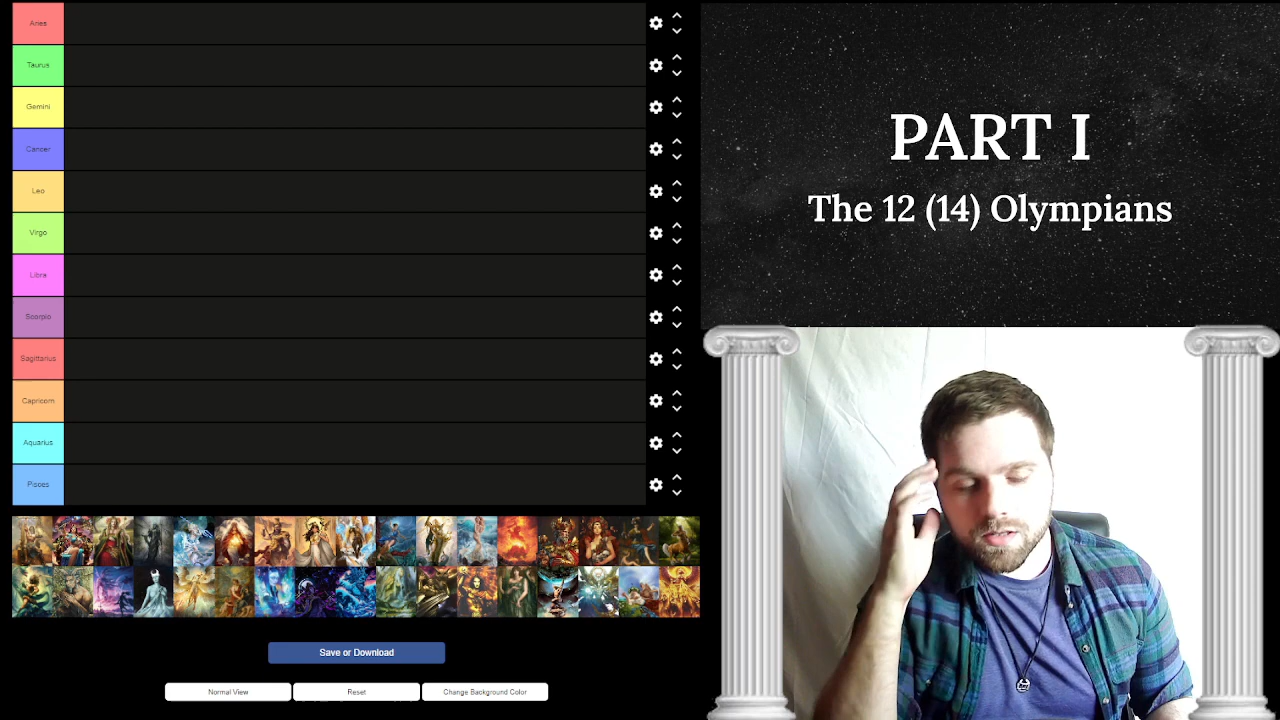 Aries
Taurus
Gemini
Cancer
Leo
Virgo
Libra
Scorpio
Sagittarius
Capricorn
Aquarius
Pisces
Save or Download
Normal View
Reset
Change Background Color
PART I
The 12 (14) Olympians